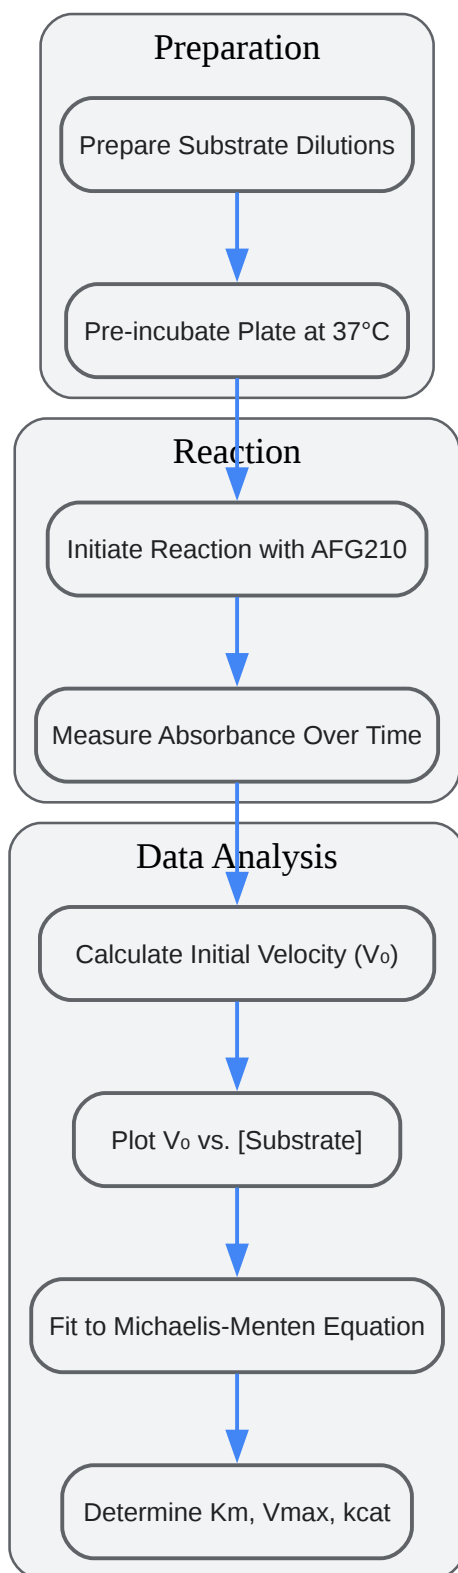 Preparation
Prepare Substrate Dilutions
Pre-incubate Plate at 37°C
Reaction
Initiate Reaction with AFG210
Measure Absorbance Over Time
Data Analysis
Calculate Initial Velocity (V₀)
Plot V₀ vs. [Substrate]
Fit to Michaelis-Menten Equation
Determine Km, Vmax, kcat